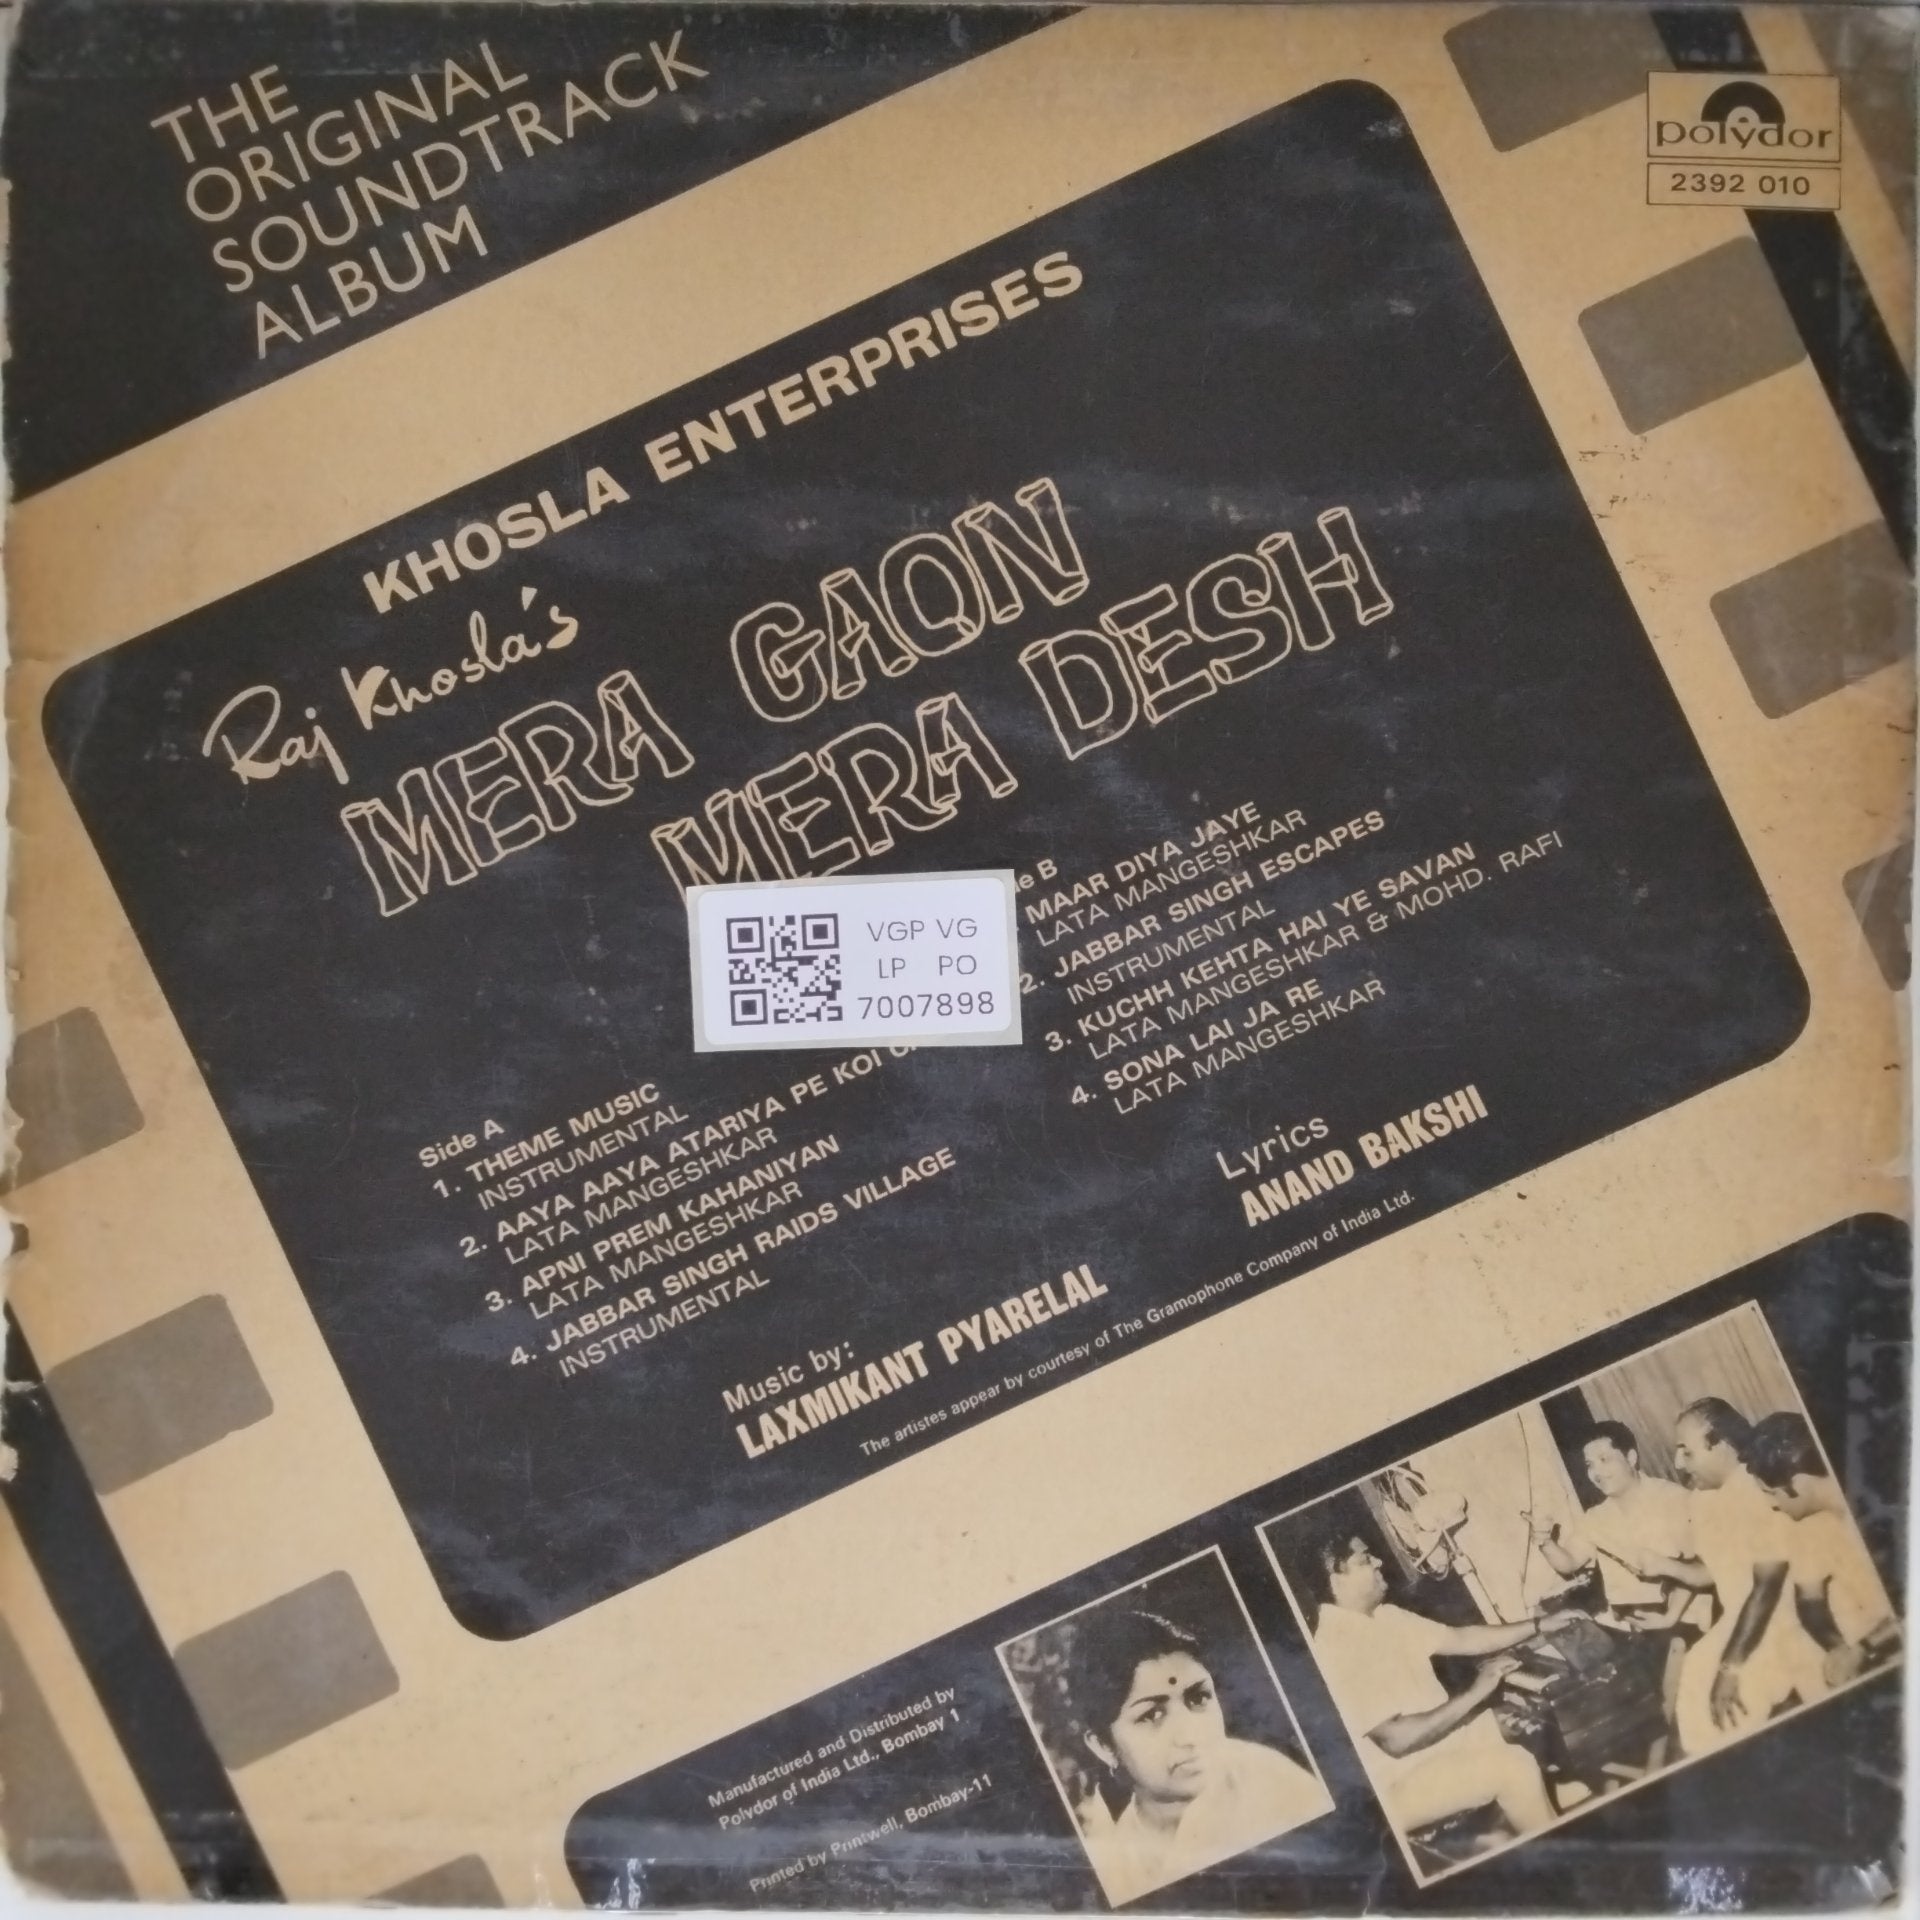 THE
ORIGINAL
SOUNDTRACK
ALBUM
polydor
2392 010
KHOSLA ENTERPRISES
Raj Khosla's
MERA GAON
MERA DESH
VGP VG
LP PO
7007898
Side A
1. THEME MUSIC
INSTRUMENTAL
2. AAYA AAYA ATARIYA PE KOI
LATA MANGESHKAR
3. APNI PREM KAHANIYAN
LATA MANGESHKAR
4. JABBAR SINGH RAIDS VILLAGE
INSTRUMENTAL
B
MAAR DIYA JAYE
LATA MANGESHKAR
2. JABBAR SINGH ESCAPES
INSTRUMENTAL
3. KUCHH KEHTA HAI YE SAVAN
LATA MANGESHKAR & MOHD. RAFI
4. SONA LAI JA RE
LATA MANGESHKAR
Music by:
LAXMIKANT PYARELAL
Lyrics
ANAND BAKSHI
The artistes appear by courtesy of The Gramophone Company of India Ltd.
Manufactured and Distributed by
Polydor of India Ltd., Bombay 1
Printed by Printwell, Bombay-11